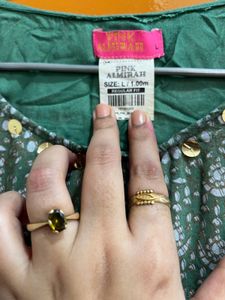 PINK
ALMIRAH
L
PINK
ALMIRAH
SIZE: L / 1.00m
REGULAR FIT